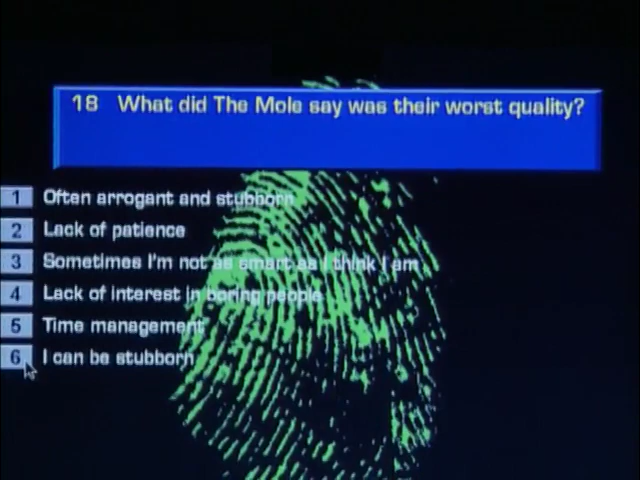 18 What did The Mole say was their worst quality?
1 Often arrogant and stubborn
2 Lack of patience
3 Sometimes I'm not as smart as I think I am
4 Lack of interest in boring people
5 Time management
6 I can be stubborn